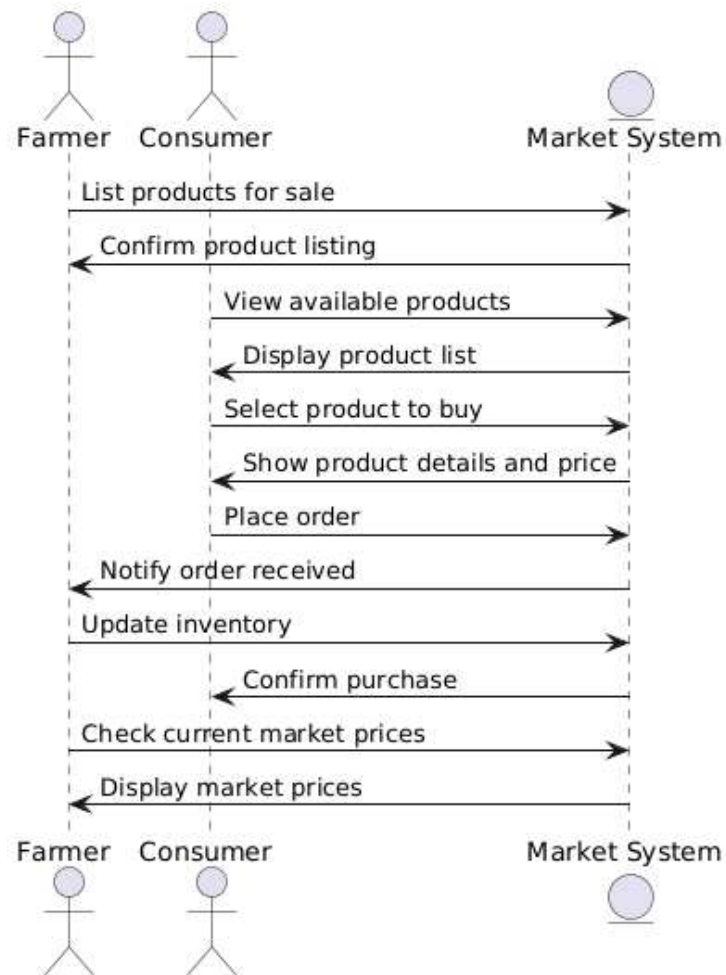 Farmer Consumer Market System
List products for sale
Confirm product listing
View available products
Display product list
Select product to buy
Show product details and price
Place order
Notify order received
Update inventory
Confirm purchase
Check current market prices
Display market prices
Farmer Consumer Market System